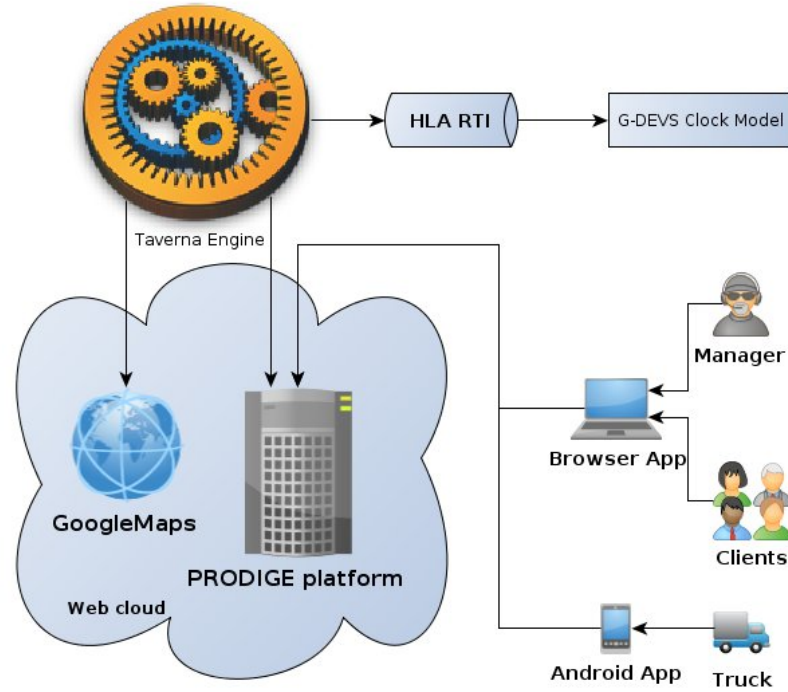 HLA RTI
G-DEVS Clock Model
Taverna Engine
Manager
Browser App
GoogleMaps
PRODIGE platform
Clients
Web cloud
Android App
Truck